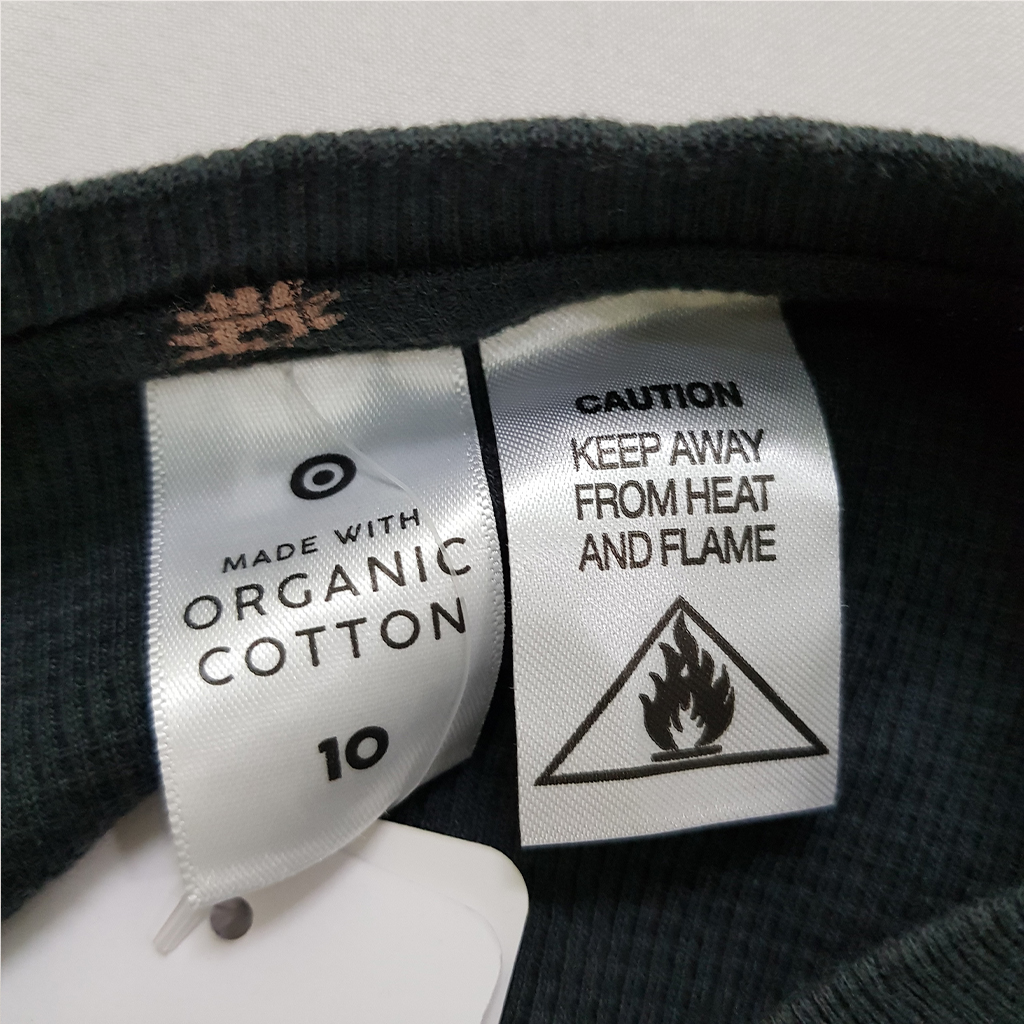 MADE WITH
ORGANIC
COTTON
10
CAUTION
KEEP AWAY
FROM HEAT
AND FLAME